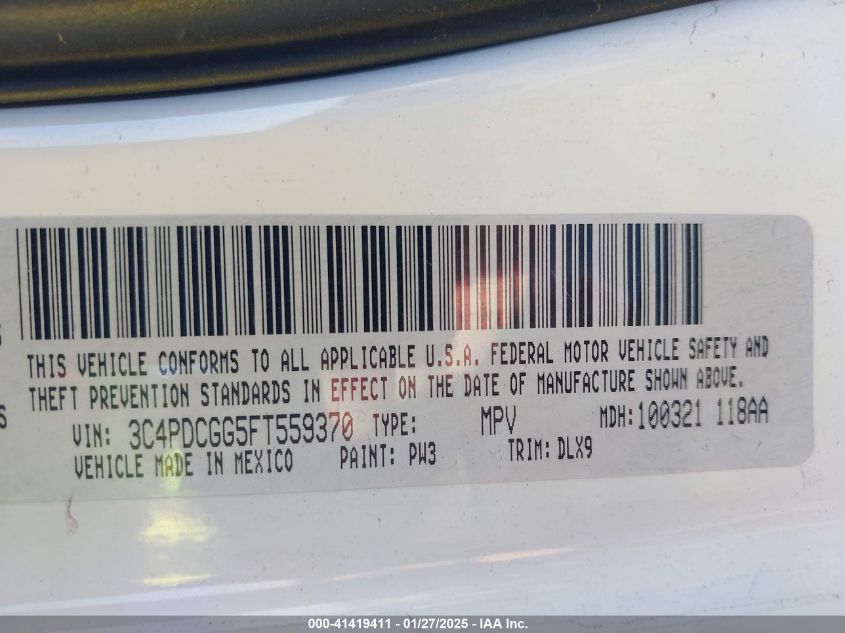 THIS VEHICLE CONFORMS TO ALL APPLICABLE U.S.A. FEDERAL MOTOR VEHICLE SAFETY AND
THEFT PREVENTION STANDARDS IN EFFECT ON THE DATE OF MANUFACTURE SHOWN ABOVE.
VIN: 3C4PDCGG5FT559370 TYPE: MPV MDH:100321 118AA
VEHICLE MADE IN MEXICO PAINT: PW3 TRIM: DLX9
000-41419411 - 01/27/2025 - IAA Inc.